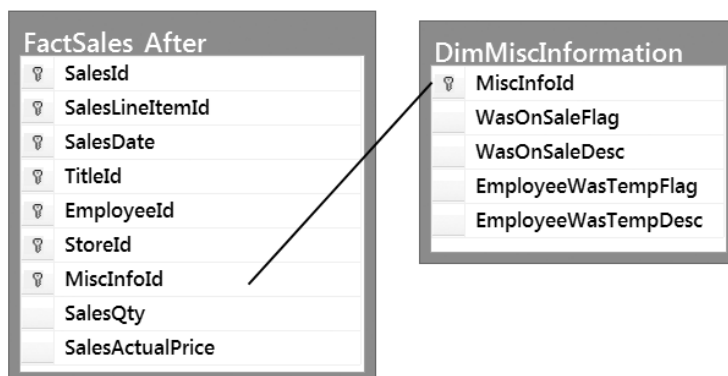 FactSales After
SalesId
SalesLineItemId
SalesDate
TitleId
EmployeeId
StoreId
MiscInfoId
SalesQty
SalesActualPrice
DimMiscInformation
MiscInfoId
WasOnSaleFlag
WasOnSaleDesc
EmployeeWasTempFlag
EmployeeWasTempDesc